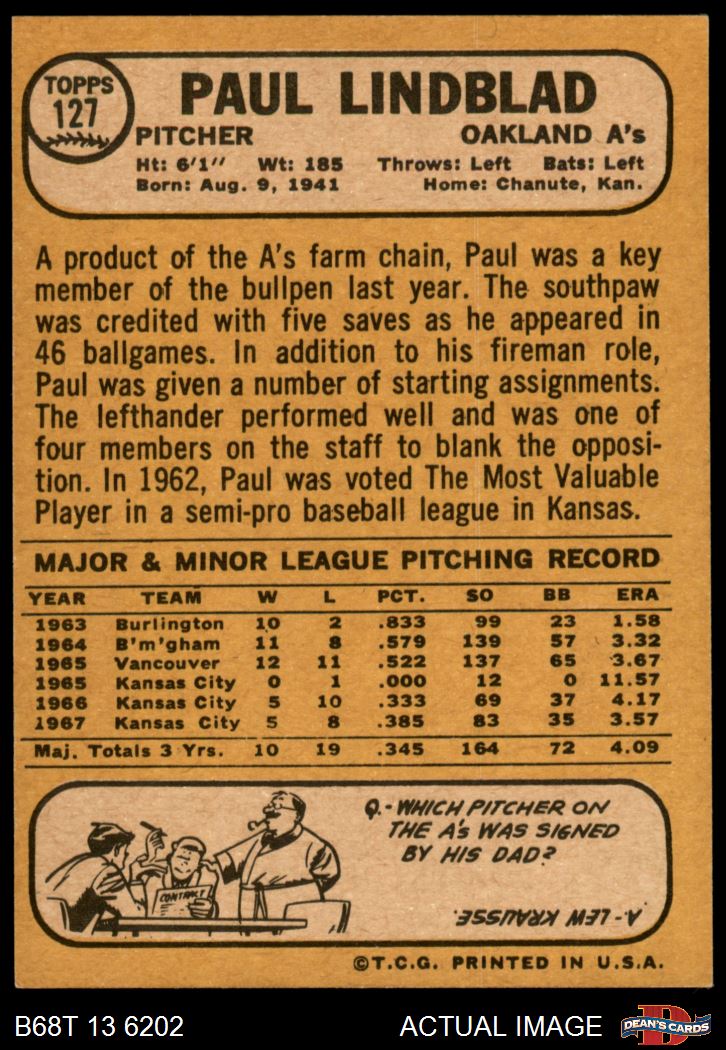 TOPPS
127
PAUL LINDBLAD
PITCHER OAKLAND A's
Ht: 6'1" Wt: 185 Throws: Left Bats: Left
Born: Aug. 9, 1941 Home: Chanute, Kan.
A product of the A's farm chain, Paul was a key
member of the bullpen last year. The southpaw
was credited with five saves as he appeared in
46 ballgames. In addition to his fireman role,
Paul was given a number of starting assignments.
The lefthander performed well and was one of
four members on the staff to blank the opposi-
tion. In 1962, Paul was voted The Most Valuable
Player in a semi-pro baseball league in Kansas.
MAJOR & MINOR LEAGUE PITCHING RECORD
YEAR TEAM W L PCT. SO BB ERA
1963 Burlington 10 2 .833 99 23 1.58
1964 B'm'gham 11 8 .579 139 57 3.32
1965 Vancouver 12 11 .522 137 65 3.67
1965 Kansas City 0 1 .000 12 0 11.57
1966 Kansas City 5 10 .333 69 37 4.17
1967 Kansas City 5 8 .385 83 35 3.57
Maj. Totals 3 Yrs. 10 19 .345 164 72 4.09
CONTRACT
Q.- WHICH PITCHER ON
THE A's WAS SIGNED
BY HIS DAD?
A- LEW KRAUSSE.
©T.C.G. PRINTED IN U.S.A.
B68T 13 6202 ACTUAL IMAGE
D
DEAN'S CARDS